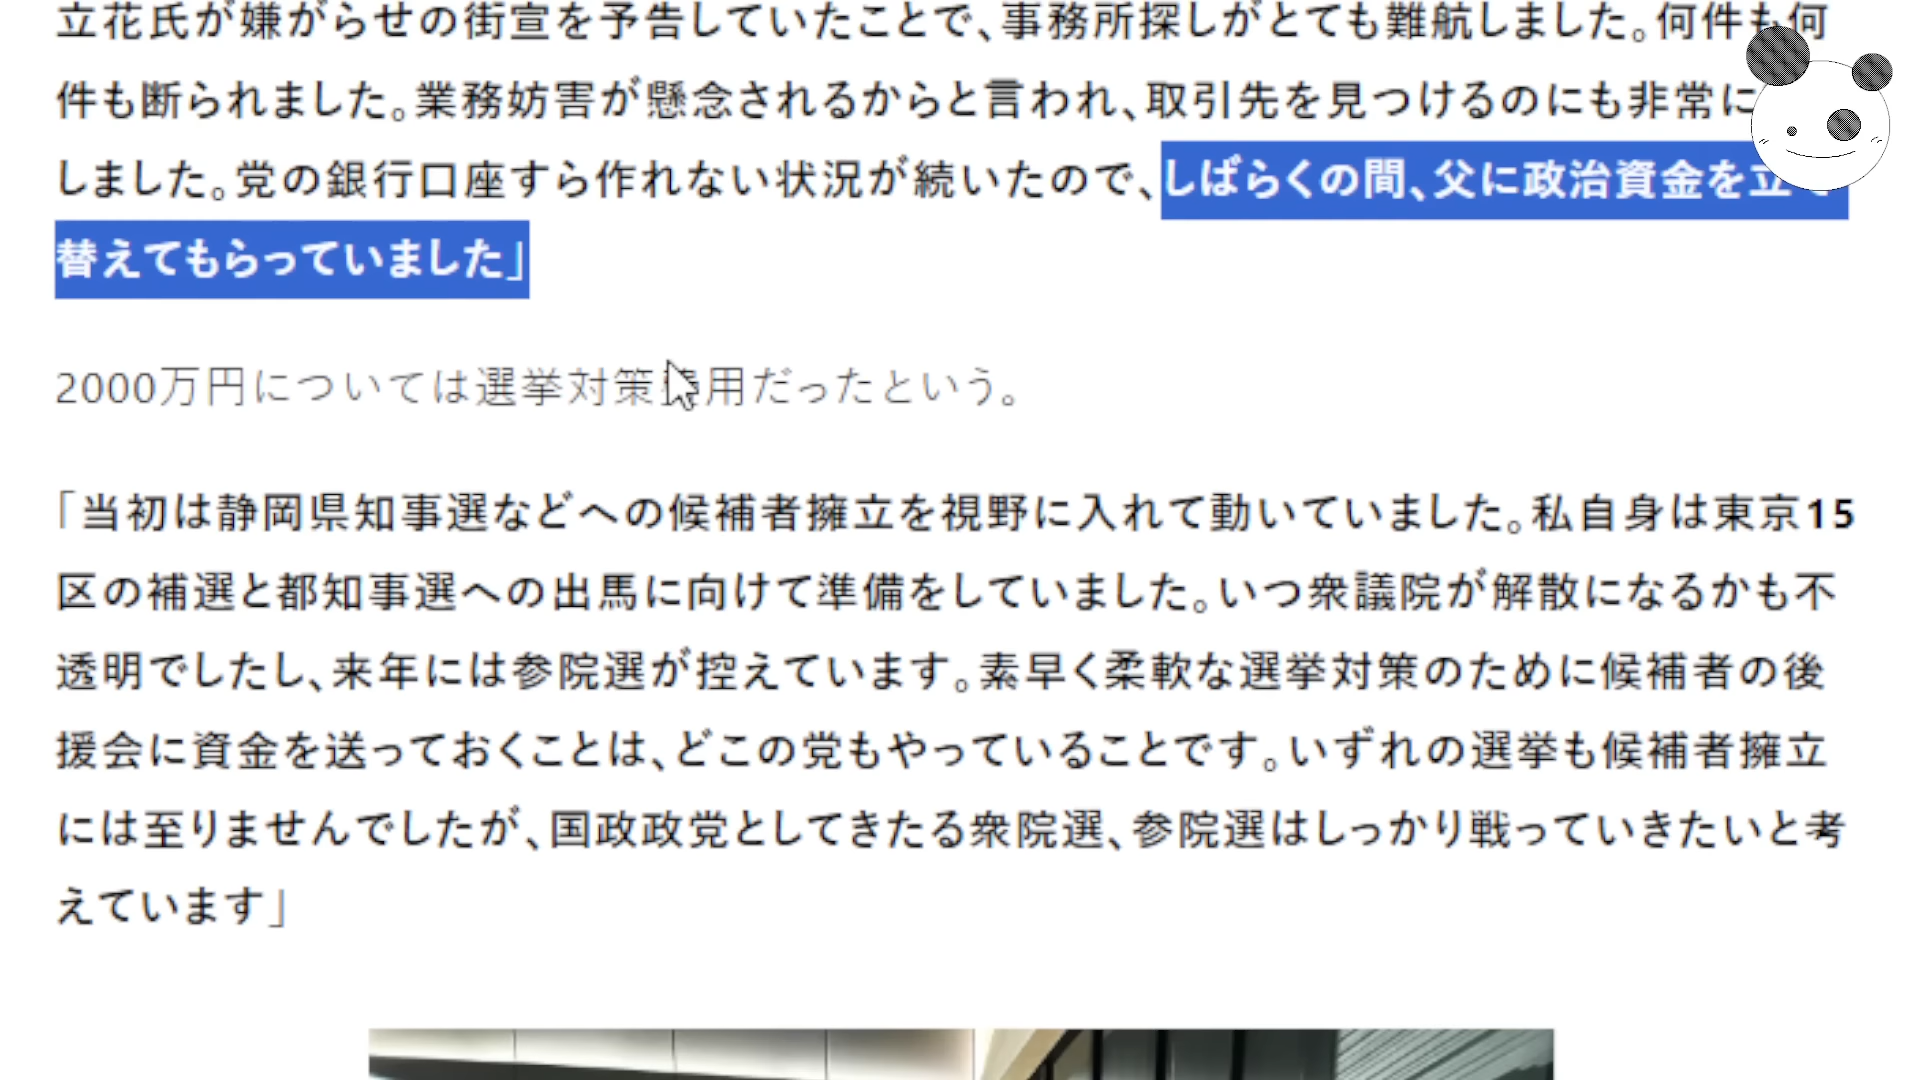 立花氏が嫌がらせの街宣を予告していたことで、事務所探しがとても難航しました。何件も何
件も断られました。業務妨害が懸念されるからと言われ、取引先を見つけるのにも非常に
しました。党の銀行口座すら作れない状況が続いたので、しばらくの間、父に政治資金を立て
替えてもらっていました」
2000万円については選挙対策費用だったという。
「当初は静岡県知事選などへの候補者擁立を視野に入れて動いていました。私自身は東京15
区の補選と都知事選への出馬に向けて準備をしていました。いつ衆議院が解散になるかも不
透明でしたし、来年には参院選が控えています。素早く柔軟な選挙対策のために候補者の後
援会に資金を送っておくことは、どこの党もやっていることです。いずれの選挙も候補者擁立
には至りませんでしたが、国政政党としてきたる衆院選、参院選はしっかり戦っていきたいと考
えています」